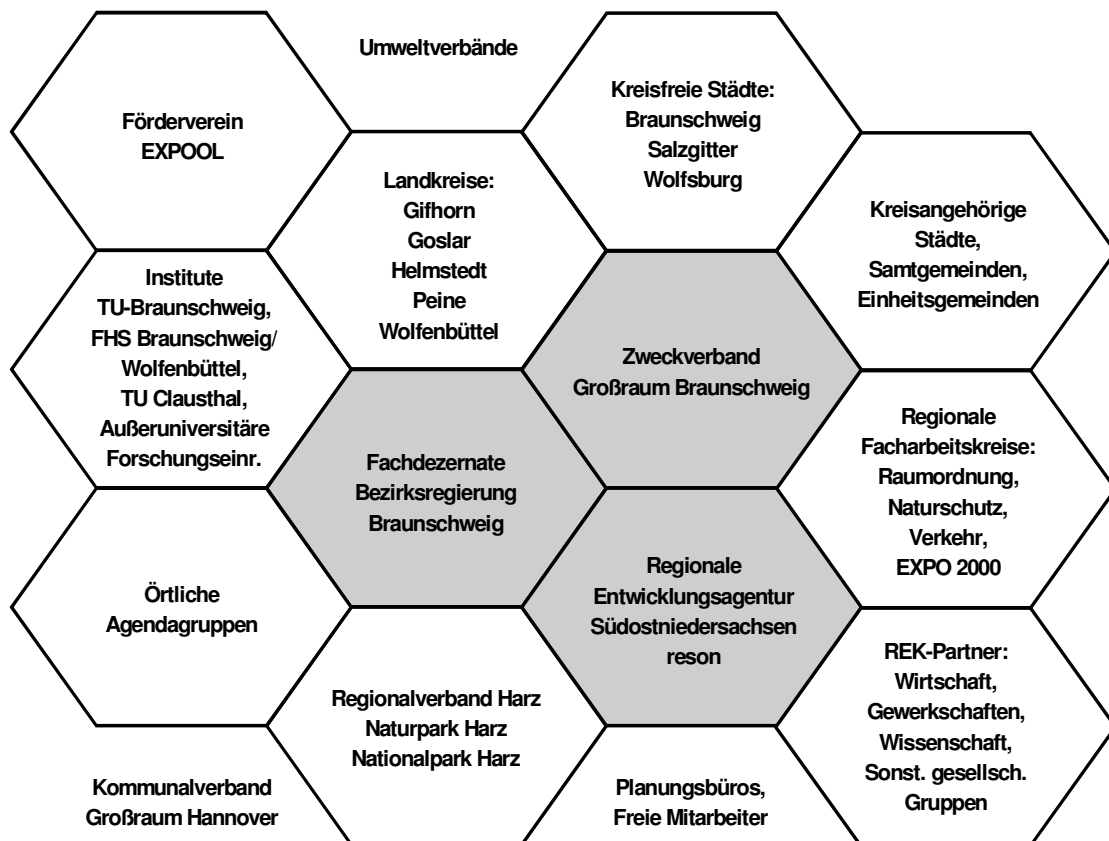 Umweltverbände
Förderverein
EXPOOL
Kreisfreie Städte:
Braunschweig
Salzgitter
Wolfsburg
Landkreise:
Gifhorn
Goslar
Helmstedt
Peine
Wolfenbüttel
Kreisangehörige
Städte,
Samtgemeinden,
Einheitsgemeinden
Institute
TU-Braunschweig,
FHS Braunschweig/
Wolfenbüttel,
TU Clausthal,
Außeruniversitäre
Forschungseinr.
Zweckverband
Großraum Braunschweig
Fachdezernate
Bezirksregierung
Braunschweig
Regionale
Facharbeitskreise:
Raumordnung,
Naturschutz,
Verkehr,
EXPO 2000
Örtliche
Agendagruppen
Regionale
Entwicklungsagentur
Südostniedersachsen
reson
Regionalverband Harz
Naturpark Harz
Nationalpark Harz
REK-Partner:
Wirtschaft,
Gewerkschaften,
Wissenschaft,
Sonst. gesellsch.
Gruppen
Kommunalverband
Großraum Hannover
Planungsbüros,
Freie Mitarbeiter